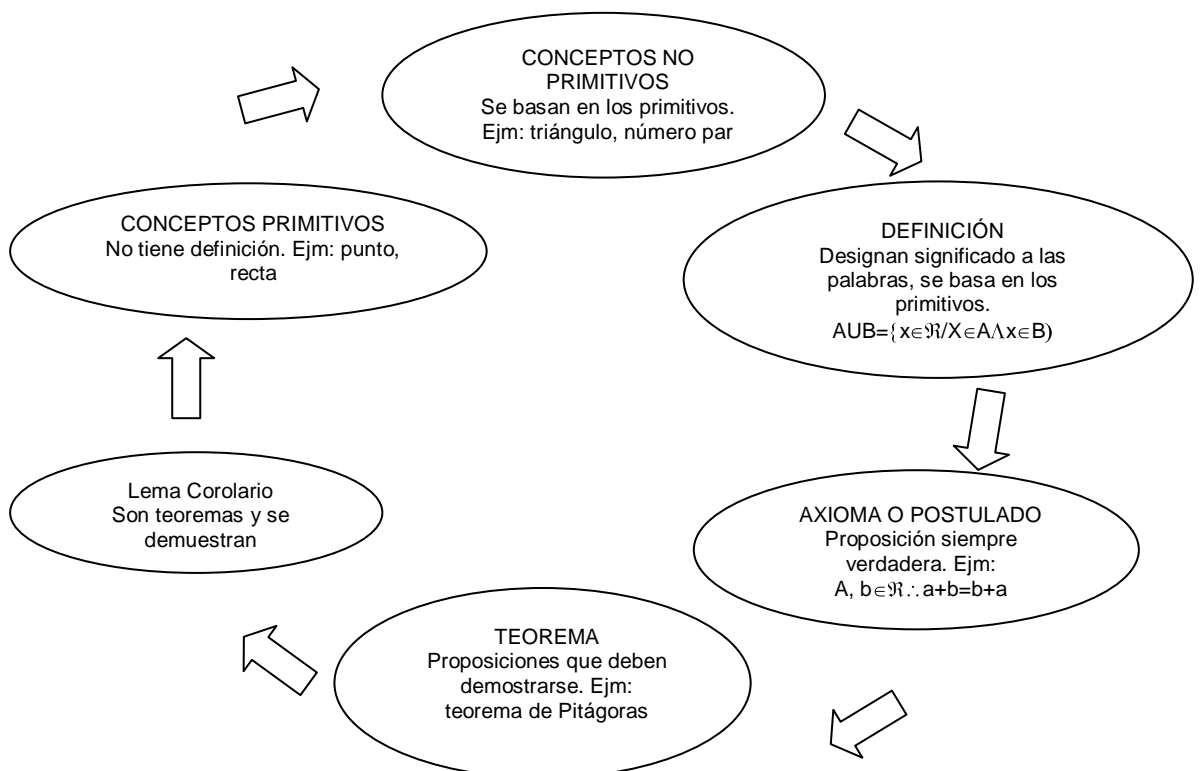 CONCEPTOS NO
PRIMITIVOS
Se basan en los primitivos.
Ejm: triángulo, número par
CONCEPTOS PRIMITIVOS
No tiene definición. Ejm: punto,
recta
DEFINICIÓN
Designan significado a las
palabras, se basa en los
primitivos.
AUB={x∈ℜ/X∈AΛx∈B)
Lema Corolario
Son teoremas y se
demuestran
AXIOMA O POSTULADO
Proposición siempre
verdadera. Ejm:
A, b∈ℜ∴a+b=b+a
TEOREMA
Proposiciones que deben
demostrarse. Ejm:
teorema de Pitágoras